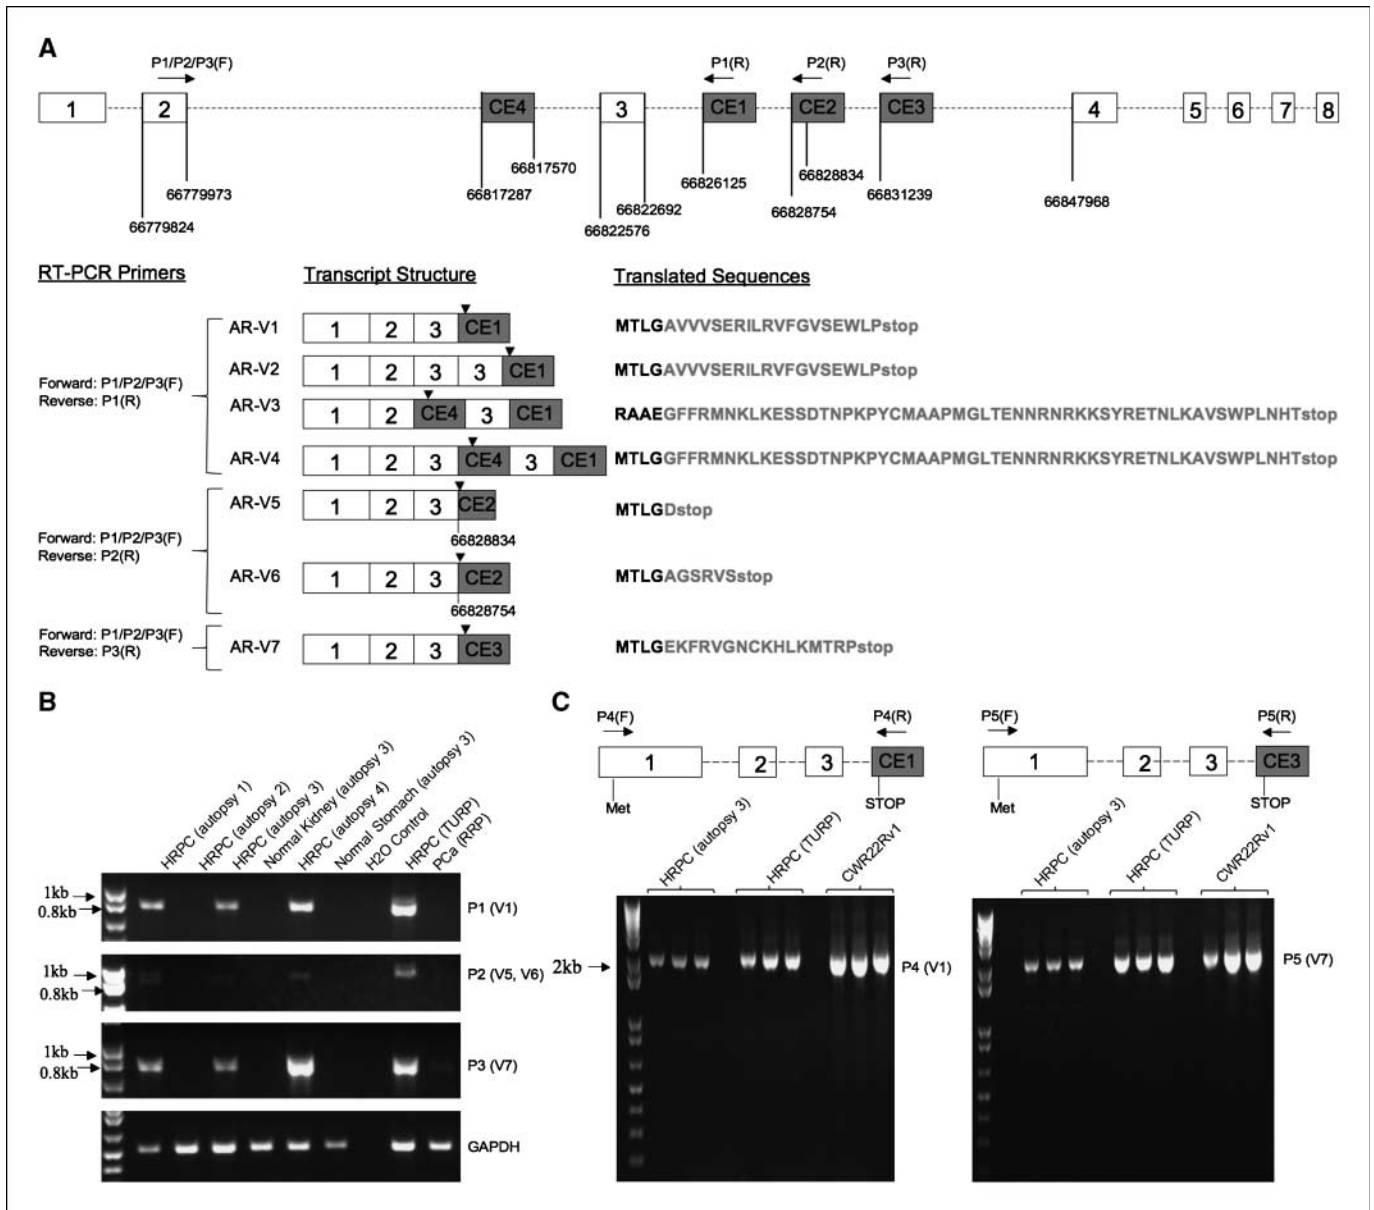 A
P1/P2/P3(F)
P1(R)
P2(R)
P3(R)
1
2
CE4
3
CE1
CE2
CE3
4
5
6
7
8
66817570
66828834
66779973
66817287
66826125
66831239
66822692
66828754
66847968
66779824
66822576
RT-PCR Primers
Transcript Structure
Translated Sequences
Forward: P1/P2/P3(F)
Reverse: P1(R)
AR-V1
1 2 3 CE1
MTLGAVVVSERILRVFGVSEWLPstop
AR-V2
1 2 3 3 CE1
MTLGAVVVSERILRVFGVSEWLPstop
AR-V3
1 2 CE4 3 CE1
RAAEGFFRMNKLKESSDTNPKPYCMAAPMGLTENNRNRKKSYRETNLKAVSWPLNHTstop
AR-V4
1 2 3 CE4 3 CE1
MTLGGFFRMNKLKESSDTNPKPYCMAAPMGLTENNRNRKKSYRETNLKAVSWPLNHTstop
Forward: P1/P2/P3(F)
Reverse: P2(R)
AR-V5
1 2 3 CE2
MTLGDstop
66828834
AR-V6
1 2 3 CE2
MTLGAGSRVSstop
66828754
Forward: P1/P2/P3(F)
Reverse: P3(R)
AR-V7
1 2 3 CE3
MTLGEKFRVGNCKHLKMTRPstop
B
HRPC (autopsy 1)
HRPC (autopsy 2)
HRPC (autopsy 3)
Normal Kidney (autopsy 3)
HRPC (autopsy 4)
Normal Stomach (autopsy 3)
H2O Control
HRPC (TURP)
PCa (RRP)
1kb
0.8kb
P1 (V1)
1kb
0.8kb
P2 (V5, V6)
1kb
0.8kb
P3 (V7)
GAPDH
C
P4(F)
P4(R)
1
2
3
CE1
Met
STOP
HRPC (autopsy 3)
HRPC (TURP)
CWR22Rv1
2kb
P4 (V1)
P5(F)
P5(R)
1
2
3
CE3
Met
STOP
HRPC (autopsy 3)
HRPC (TURP)
CWR22Rv1
P5 (V7)